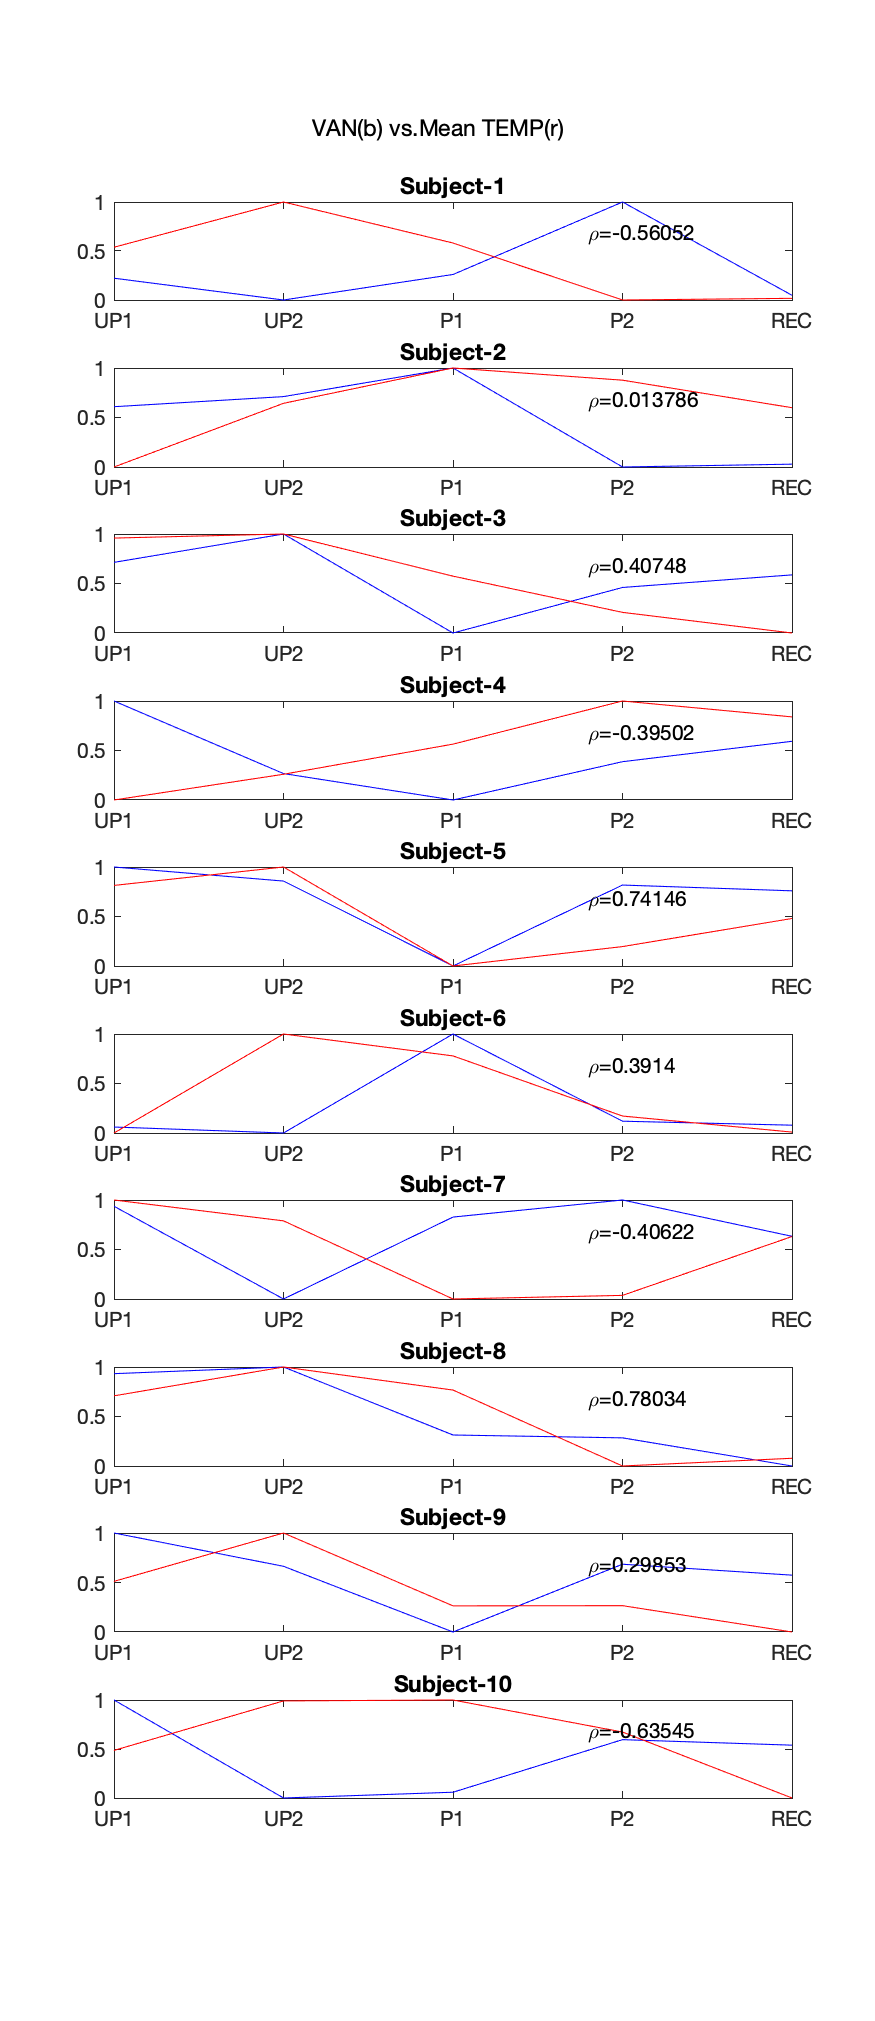 VAN(b) vs.Mean TEMP(r)
Subject-1
1
0.5
0
ρ=-0.56052
UP1 UP2 P1 P2 REC
Subject-2
1
0.5
0
ρ=0.013786
UP1 UP2 P1 P2 REC
Subject-3
1
0.5
0
ρ=0.40748
UP1 UP2 P1 P2 REC
Subject-4
1
0.5
0
ρ=-0.39502
UP1 UP2 P1 P2 REC
Subject-5
1
0.5
0
ρ=0.74146
UP1 UP2 P1 P2 REC
Subject-6
1
0.5
0
ρ=0.3914
UP1 UP2 P1 P2 REC
Subject-7
1
0.5
0
ρ=-0.40622
UP1 UP2 P1 P2 REC
Subject-8
1
0.5
0
ρ=0.78034
UP1 UP2 P1 P2 REC
Subject-9
1
0.5
0
ρ=0.29853
UP1 UP2 P1 P2 REC
Subject-10
1
0.5
0
ρ=-0.63545
UP1 UP2 P1 P2 REC